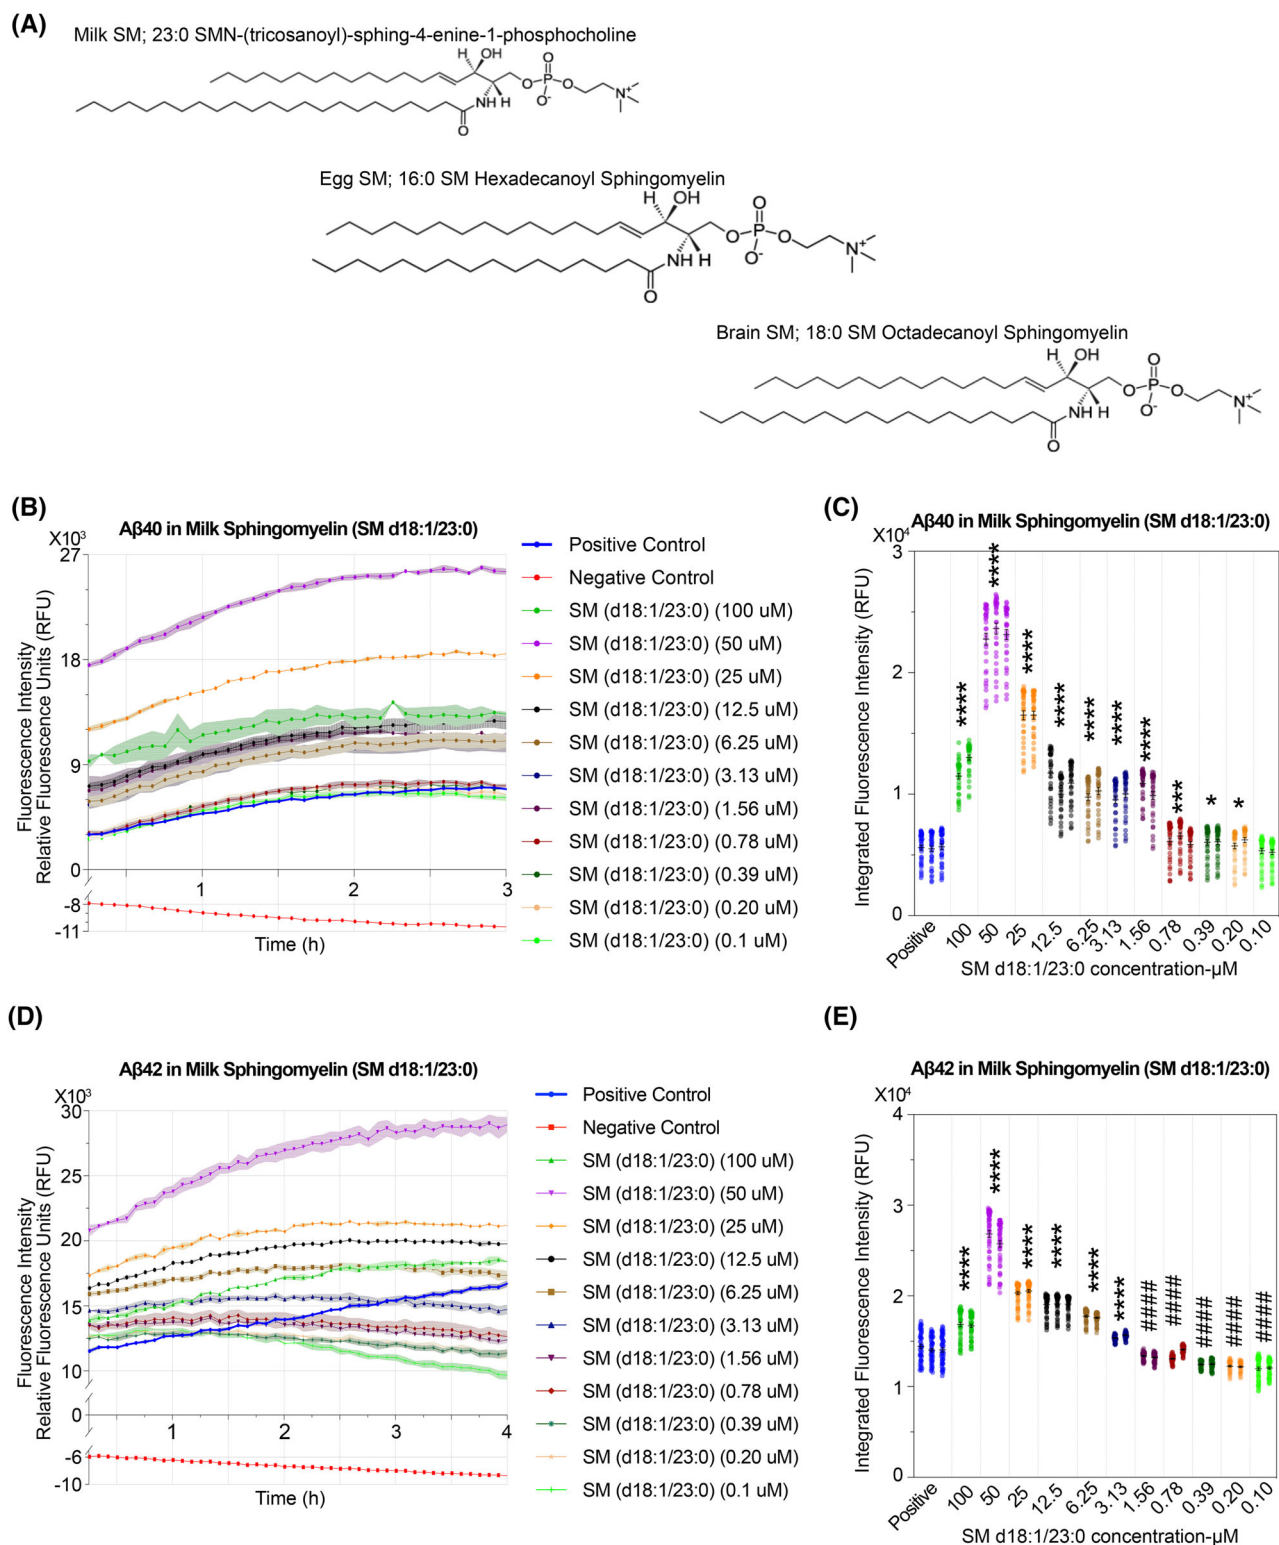 (A)
Milk SM; 23:0 SMN-(tricosanoyl)-sphing-4-enine-1-phosphocholine
H OH
O
O P O
NH H O- N+
O
Egg SM; 16:0 SM Hexadecanoyl Sphingomyelin
H OH
O
O P O
NH H O- N+
O
Brain SM; 18:0 SM Octadecanoyl Sphingomyelin
H OH
O
O P O
NH H O- N+
O
(B)
Aβ40 in Milk Sphingomyelin (SM d18:1/23:0)
X10³
Fluorescence Intensity
Relative Fluorescence Units (RFU)
27
18
9
0
-8
-11
1 2 3
Time (h)
Positive Control
Negative Control
SM (d18:1/23:0) (100 uM)
SM (d18:1/23:0) (50 uM)
SM (d18:1/23:0) (25 uM)
SM (d18:1/23:0) (12.5 uM)
SM (d18:1/23:0) (6.25 uM)
SM (d18:1/23:0) (3.13 uM)
SM (d18:1/23:0) (1.56 uM)
SM (d18:1/23:0) (0.78 uM)
SM (d18:1/23:0) (0.39 uM)
SM (d18:1/23:0) (0.20 uM)
SM (d18:1/23:0) (0.1 uM)
(C)
Aβ40 in Milk Sphingomyelin (SM d18:1/23:0)
X10⁴
Integrated Fluorescence Intensity (RFU)
3
2
1
0
**** **** **** **** **** **** **** *** * *
Positive 100 50 25 12.5 6.25 3.13 1.56 0.78 0.39 0.20 0.10
SM d18:1/23:0 concentration-µM
(D)
Aβ42 in Milk Sphingomyelin (SM d18:1/23:0)
X10³
Fluorescence Intensity
Relative Fluorescence Units (RFU)
30
25
20
15
10
0
-6
-10
1 2 3 4
Time (h)
Positive Control
Negative Control
SM (d18:1/23:0) (100 uM)
SM (d18:1/23:0) (50 uM)
SM (d18:1/23:0) (25 uM)
SM (d18:1/23:0) (12.5 uM)
SM (d18:1/23:0) (6.25 uM)
SM (d18:1/23:0) (3.13 uM)
SM (d18:1/23:0) (1.56 uM)
SM (d18:1/23:0) (0.78 uM)
SM (d18:1/23:0) (0.39 uM)
SM (d18:1/23:0) (0.20 uM)
SM (d18:1/23:0) (0.1 uM)
(E)
Aβ42 in Milk Sphingomyelin (SM d18:1/23:0)
X10⁴
Integrated Fluorescence Intensity (RFU)
4
3
2
1
0
**** **** **** **** **** **** #### #### #### #### ####
Positive 100 50 25 12.5 6.25 3.13 1.56 0.78 0.39 0.20 0.10
SM d18:1/23:0 concentration-µM